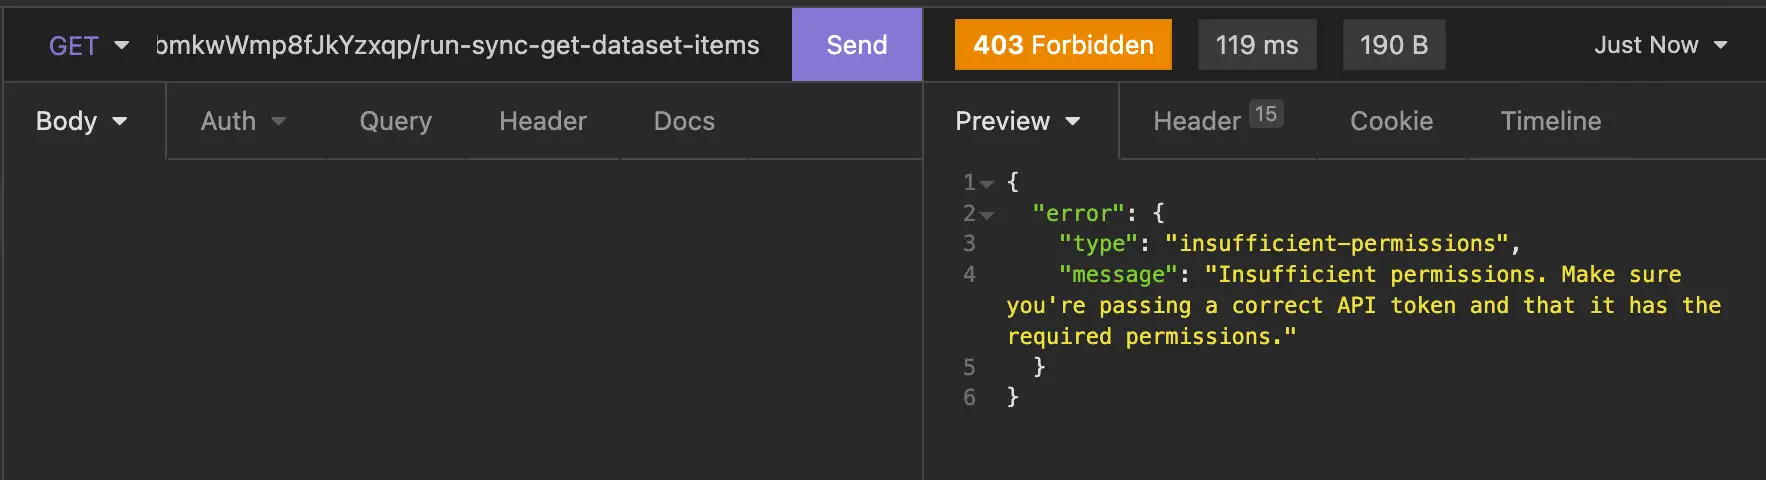 GET bmkwWmp8fJkYzxqp/run-sync-get-dataset-items Send 403 Forbidden 119 ms 190 B Just Now
Body Auth Query Header Docs Preview Header 15 Cookie Timeline
1 {
2 "error": {
3 "type": "insufficient-permissions",
4 "message": "Insufficient permissions. Make sure
you're passing a correct API token and that it has the
required permissions."
5 }
6 }